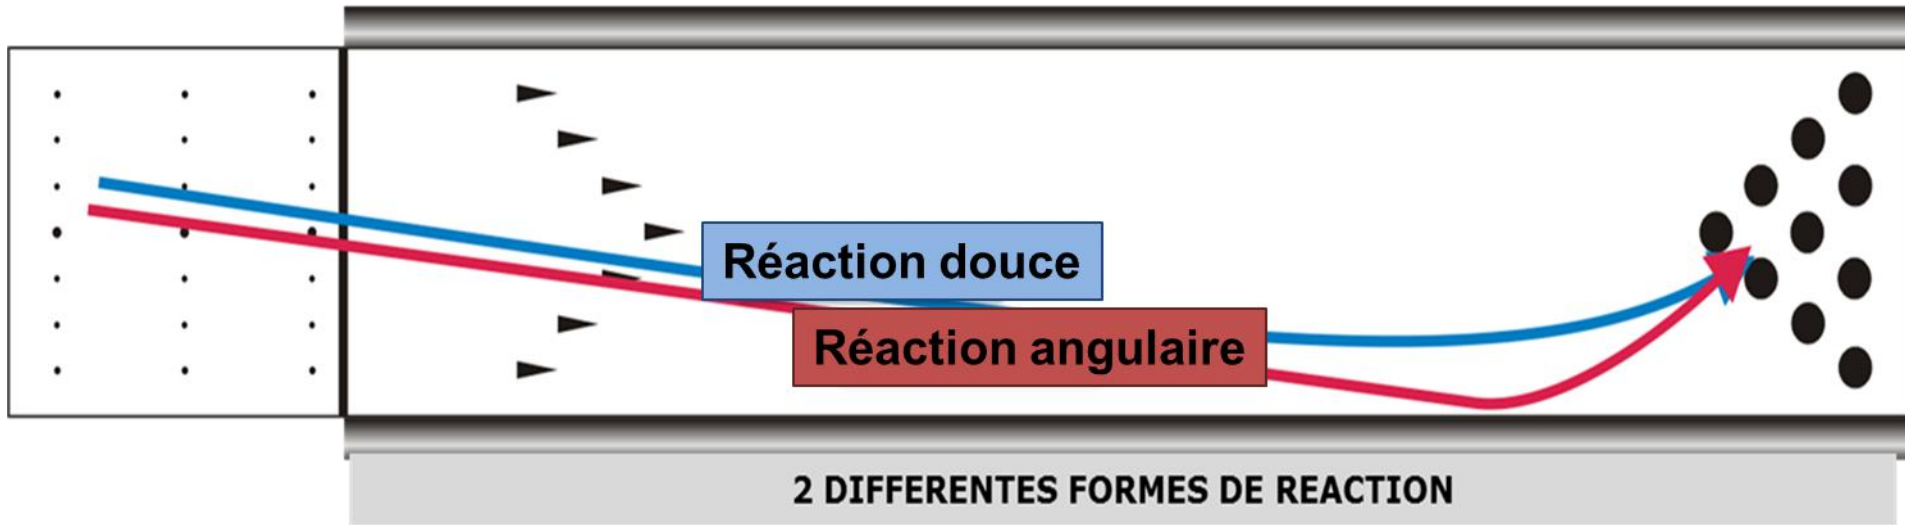 Réaction douce
Réaction angulaire
2 DIFFERENTES FORMES DE REACTION